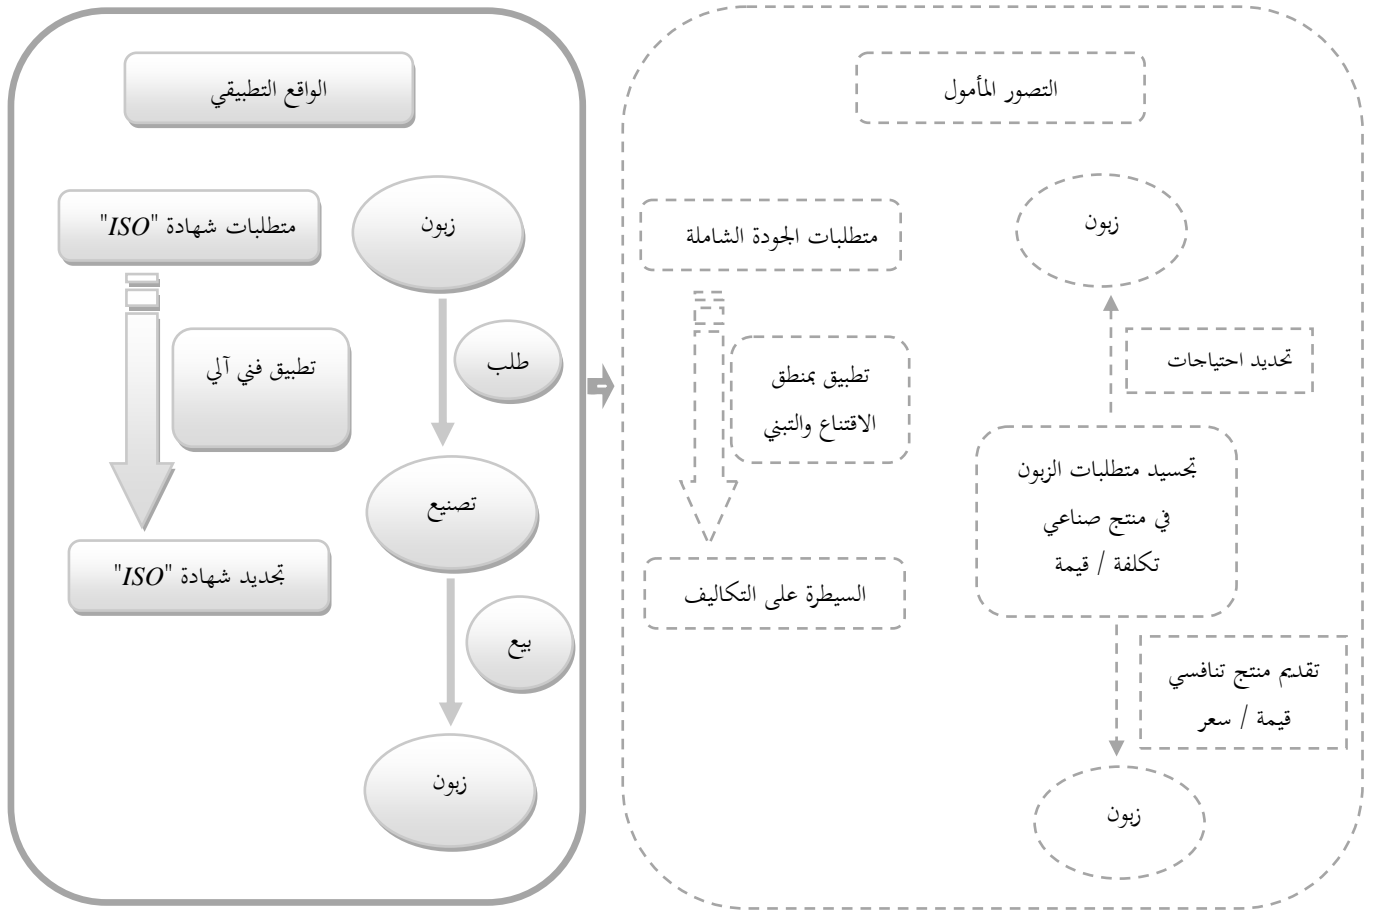 الواقع التطبيقي
زبون
متطلبات شهادة "ISO"
طلب
تطبيق فني آلي
تصنيع
تجديد شهادة "ISO"
بيع
زبون
التصور المأمول
زبون
متطلبات الجودة الشاملة
تحديد احتياجات
تطبيق بمنطق
الاقتناع والتبني
تجسيد متطلبات الزبون
في منتج صناعي
تكلفة / قيمة
السيطرة على التكاليف
تقديم منتج تنافسي
قيمة / سعر
زبون